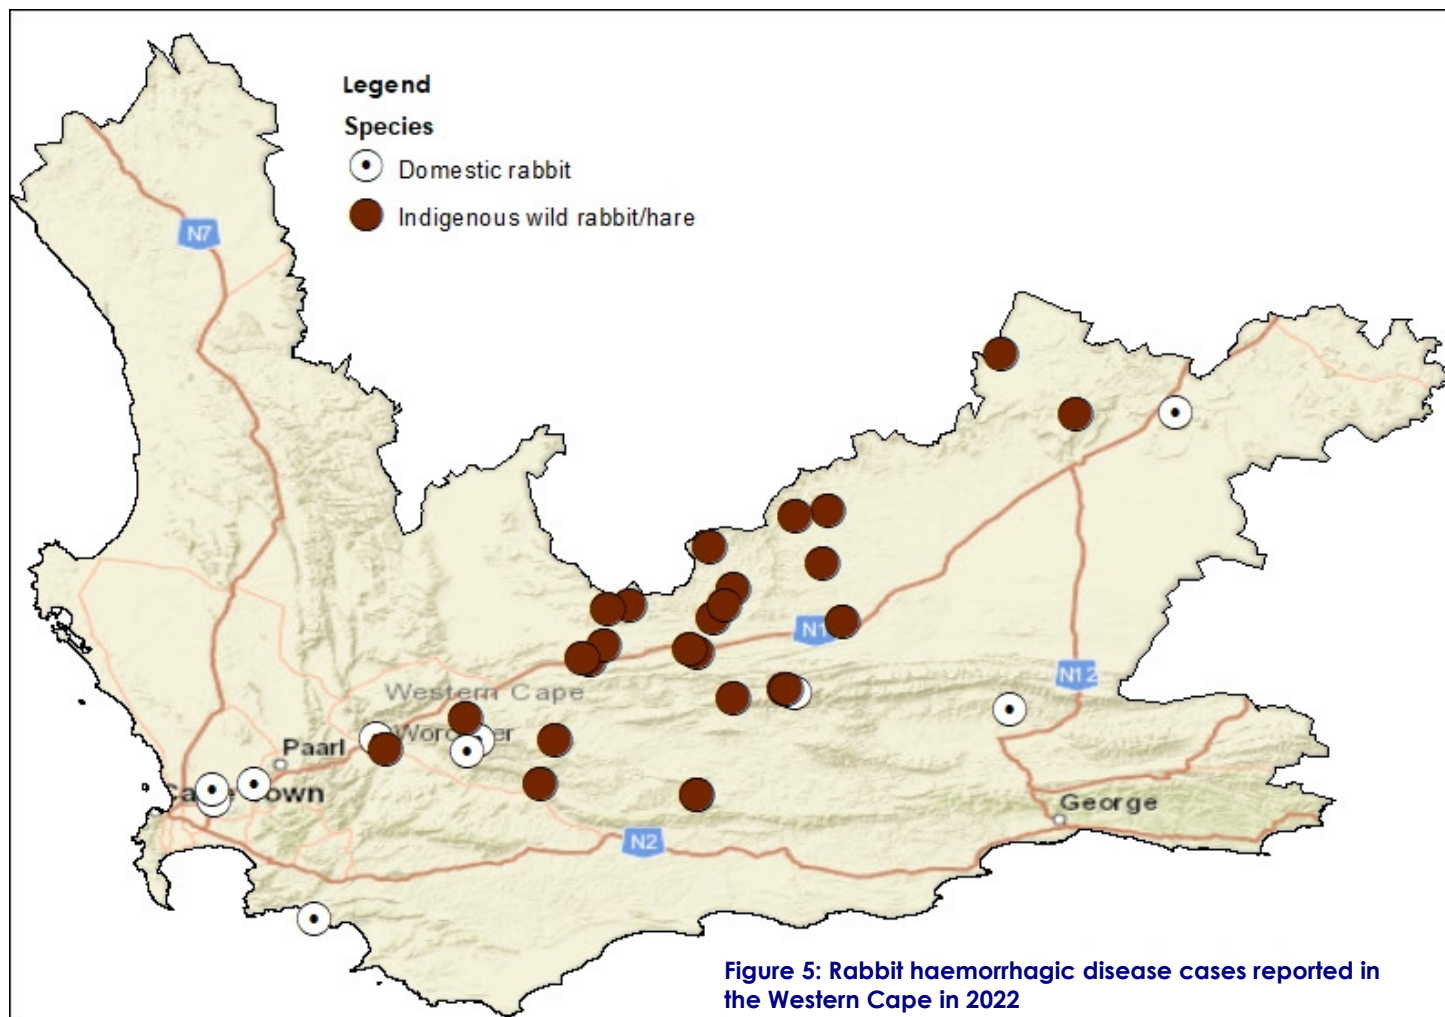 Legend
Species
Domestic rabbit
Indigenous wild rabbit/hare
N7
N1
N12
Western Cape
Paarl
George
N2
Figure 5: Rabbit haemorrhagic disease cases reported in
the Western Cape in 2022